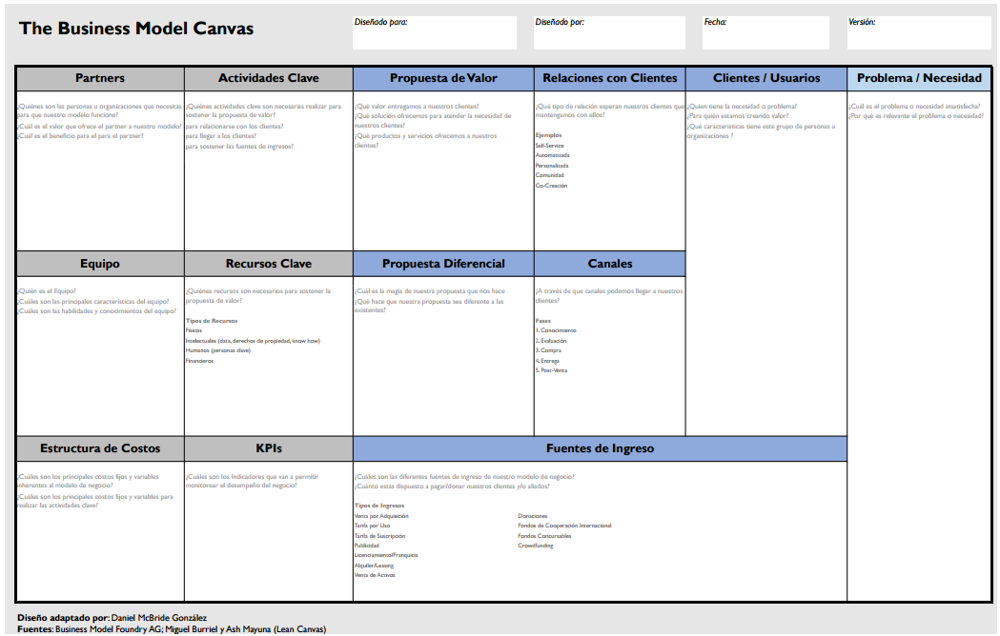 The Business Model Canvas
Diseñado para:
Diseñado por:
Fecha:
Versión:
Partners
¿Quiénes son las personas u organizaciones que necesitas
para que nuestro modelo funcione?
¿Cuál es el valor que ofrece el partner a nuestro modelo?
¿Cuál es el beneficio para el para el partner?
Actividades Clave
¿Quiénes actividades clave son necesarias realizar para
sostener la propuesta de valor?
para relacionarse con los clientes?
para llegar a los clientes?
para sostener las fuentes de ingresos?
Propuesta de Valor
¿Qué valor entregamos a nuestros clientes?
¿Qué solución ofrecemos para atender la necesidad de
nuestros clientes?
¿Qué productos y servicios ofrecemos a nuestros
clientes?
Relaciones con Clientes
¿Qué tipo de relación esperan nuestros clientes que
mantengamos con ellos?
Ejemplos
Self-Service
Automatizada
Personalizada
Comunidad
Co-Creación
Clientes / Usuarios
¿Quien tiene la necesidad o problema?
¿Para quién estamos creando valor?
¿Qué características tiene este grupo de personas u
organizaciones ?
Problema / Necesidad
¿Cuál es el problema o necesidad insatisfecha?
¿Por qué es relevante el problema o necesidad?
Equipo
¿Quién es el Equipo?
¿Cuáles son las principales características del equipo?
¿Cuáles son las habilidades y conocimientos del equipo?
Recursos Clave
¿Quiénes recursos son necesarios para sostener la
propuesta de valor?
Tipos de Recursos
Físicos
Intelectuales (data, derechos de propiedad, know how)
Humanos (personas clave)
Financieros
Propuesta Diferencial
¿Cuál es la magia de nuestra propuesta que nos hace
¿Qué hace que nuestra propuesta sea diferente a las
existentes?
Canales
¿A través de que canales podemos llegar a nuestros
clientes?
Fases
1. Conocimiento
2. Evaluación
3. Compra
4. Entrega
5. Post-Venta
Estructura de Costos
¿Cuáles son los principales costos fijos y variables
inherentes al modelo de negocio?
¿Cuáles son los principales costos fijos y variables para
realizar las actividades clave?
KPIs
¿Cuáles son los Indicadores que van a permitir
monitorear el desempeño del negocio?
Fuentes de Ingreso
¿Cuáles son las diferentes fuentes de ingreso de nuestro modelo de negocio?
¿Cuánto estás dispuesto a pagar/donar nuestros clientes y/o aliados?
Tipos de Ingresos
Venta por Adquisición
Tarifa por Uso
Tarifa de Suscripción
Publicidad
Licenciamiento/Franquicia
Alquiler/Leasing
Venta de Activos
Donaciones
Fondos de Cooperación Internacional
Fondos Concursables
Crowdfunding
Diseño adaptado por: Daniel McBride González
Fuentes: Business Model Foundry AG; Miguel Burriel y Ash Mayuna (Lean Canvas)